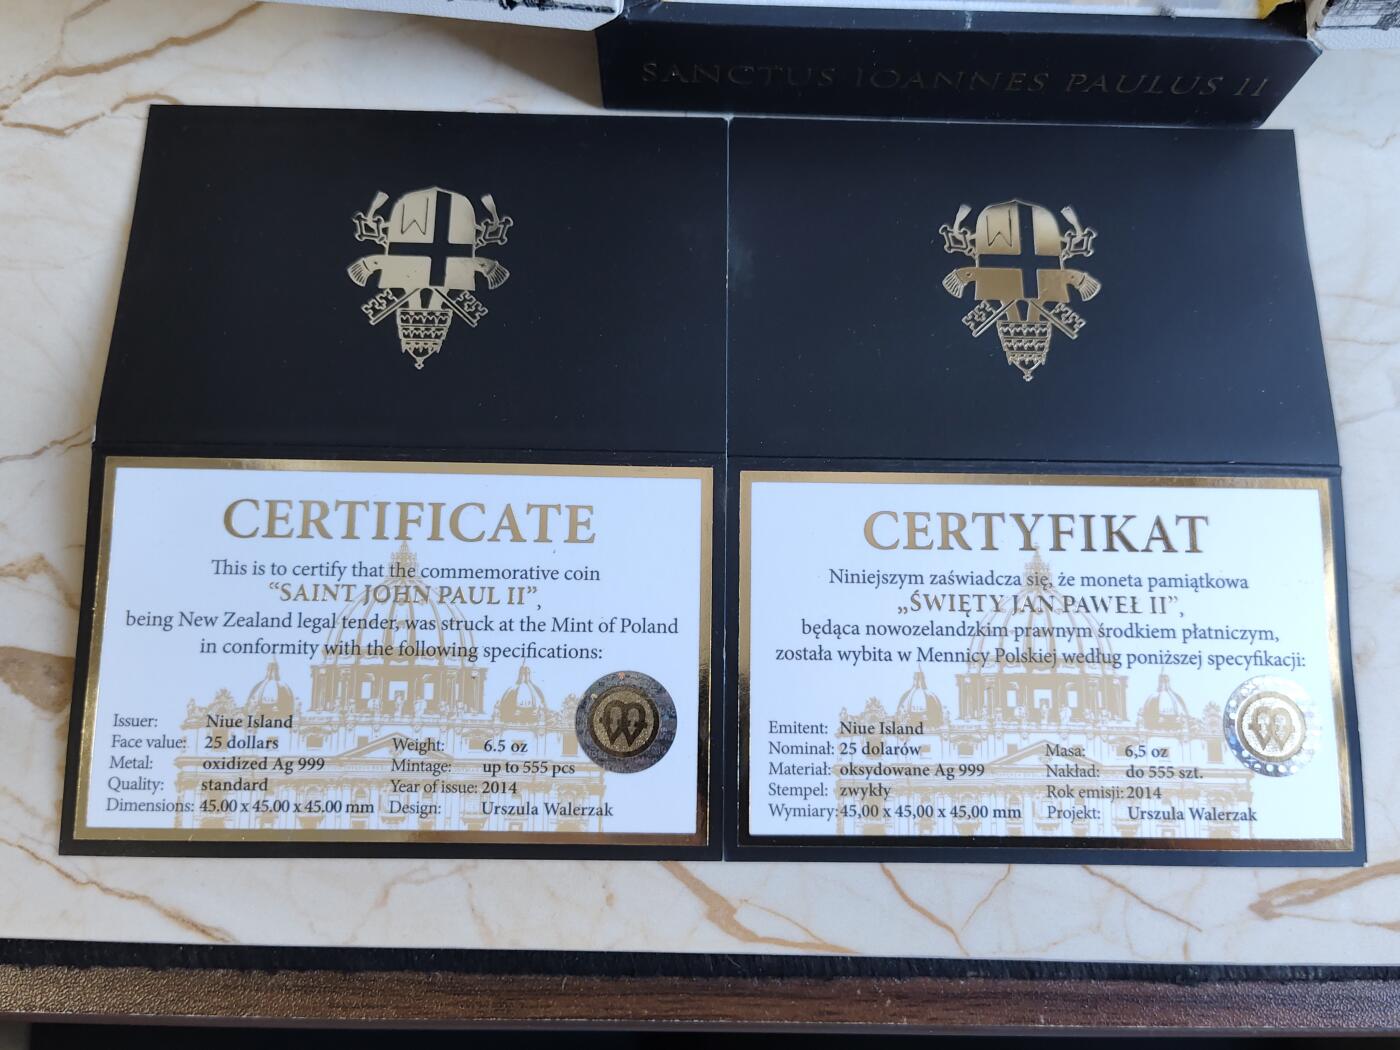 SANCTUS IOANNES PAULUS II
CERTIFICATE
This is to certify that the commemorative coin
“SAINT JOHN PAUL II”,
being New Zealand legal tender, was struck at the Mint of Poland
in conformity with the following specifications:
Issuer: Niue Island
Face value: 25 dollars
Metal: oxidized Ag 999
Quality: standard
Dimensions: 45.00 x 45.00 x 45.00 mm
Weight: 6.5 oz
Mintage: up to 555 pcs
Year of issue: 2014
Design: Urszula Walerzak
CERTYFIKAT
Niniejszym zaświadcza się, że moneta pamiątkowa
„ŚWIĘTY JAN PAWEŁ II”,
będąca nowozelandzkim prawnym środkiem płatniczym,
została wybita w Mennicy Polskiej według poniższej specyfikacji:
Emitent: Niue Island
Nominał: 25 dolarów
Materiał: oksydowane Ag 999
Stempel: zwykły
Wymiary: 45,00 x 45,00 x 45,00 mm
Masa: 6,5 oz
Nakład: do 555 szt.
Rok emisji: 2014
Projekt: Urszula Walerzak